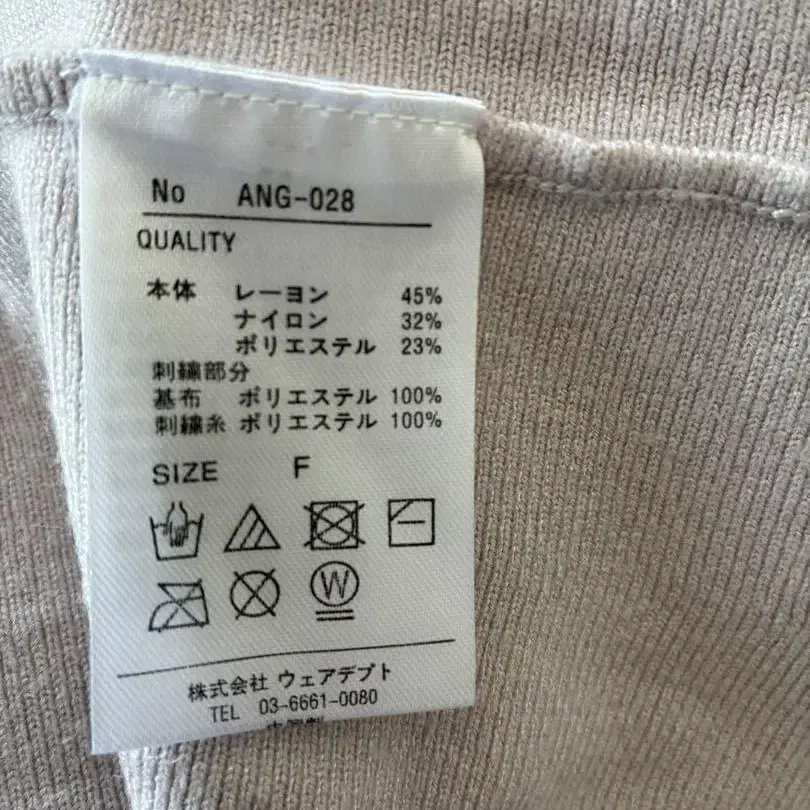 No ANG-028
QUALITY
本体 レーヨン 45%
ナイロン 32%
ポリエステル 23%
刺繍部分
基布 ポリエステル 100%
刺繍糸 ポリエステル 100%
SIZE F
W
株式会社 ウェアデプト
TEL 03-6661-0080